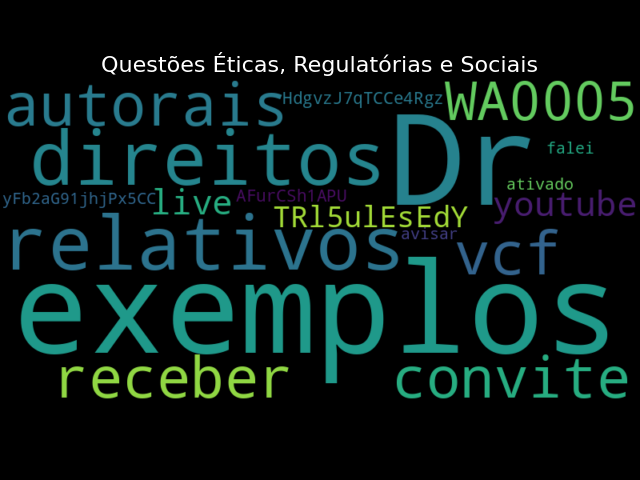 Questões Éticas, Regulatórias e Sociais
autorais
HdgvzJ7qTCCe4Rgz
WA0005
direitos
Dr
falei
ativado
yFb2aG91jhjPx5CC
live
AFurCSh1APU
TRl5ulEsEdY
youtube
relativos
avisar
vcf
exemplos
receber
convite